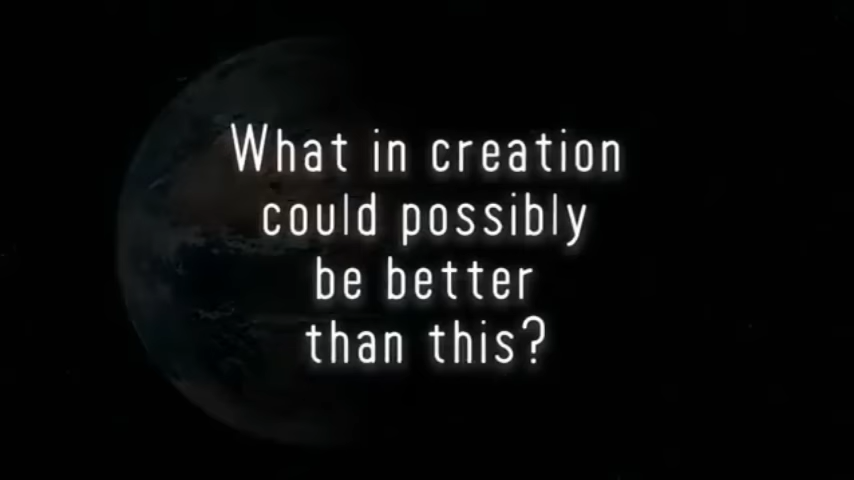 What in creation
could possibly
be better
than this?